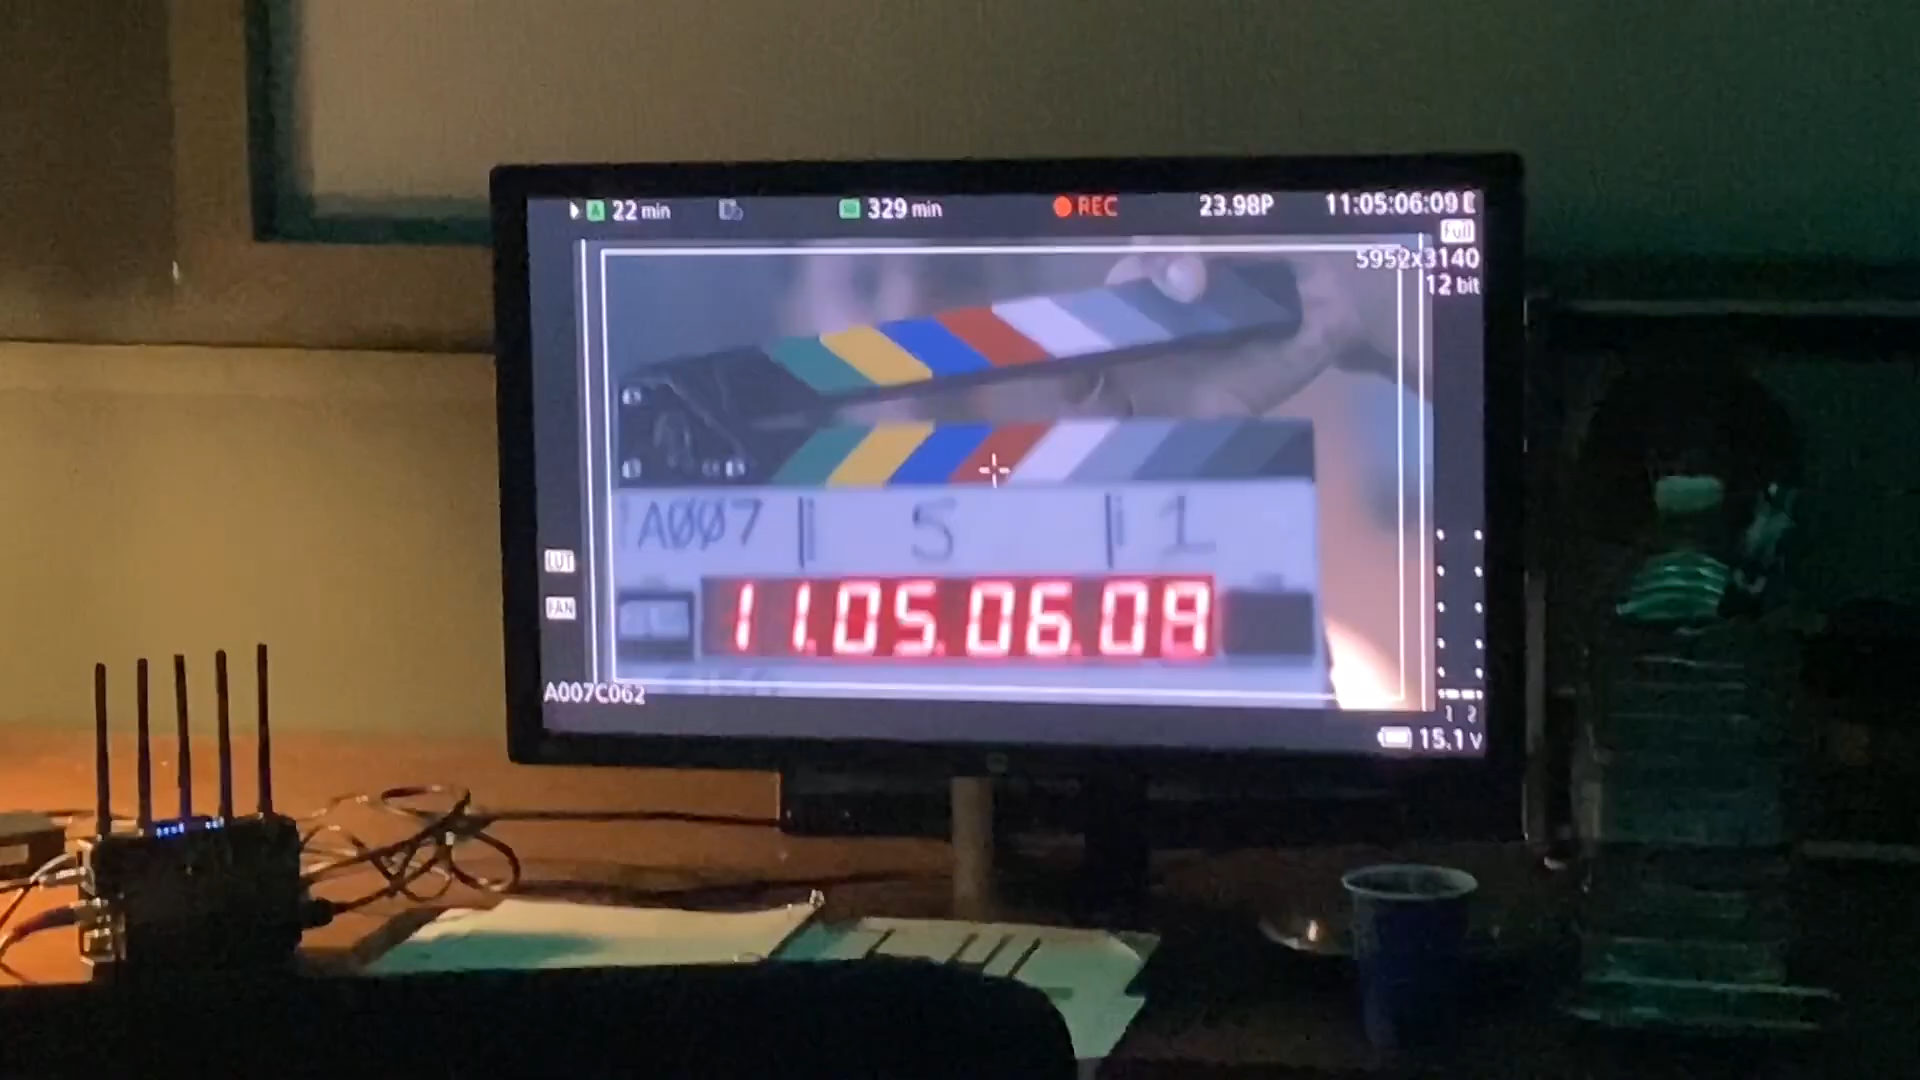 A 22 min 329 min REC 23.98P 11:05:06:09
Full
5952x3140
12 bit
A007 5 1
LUT
11.05.06.09
FAN
A007C062
1 2
15.1 V